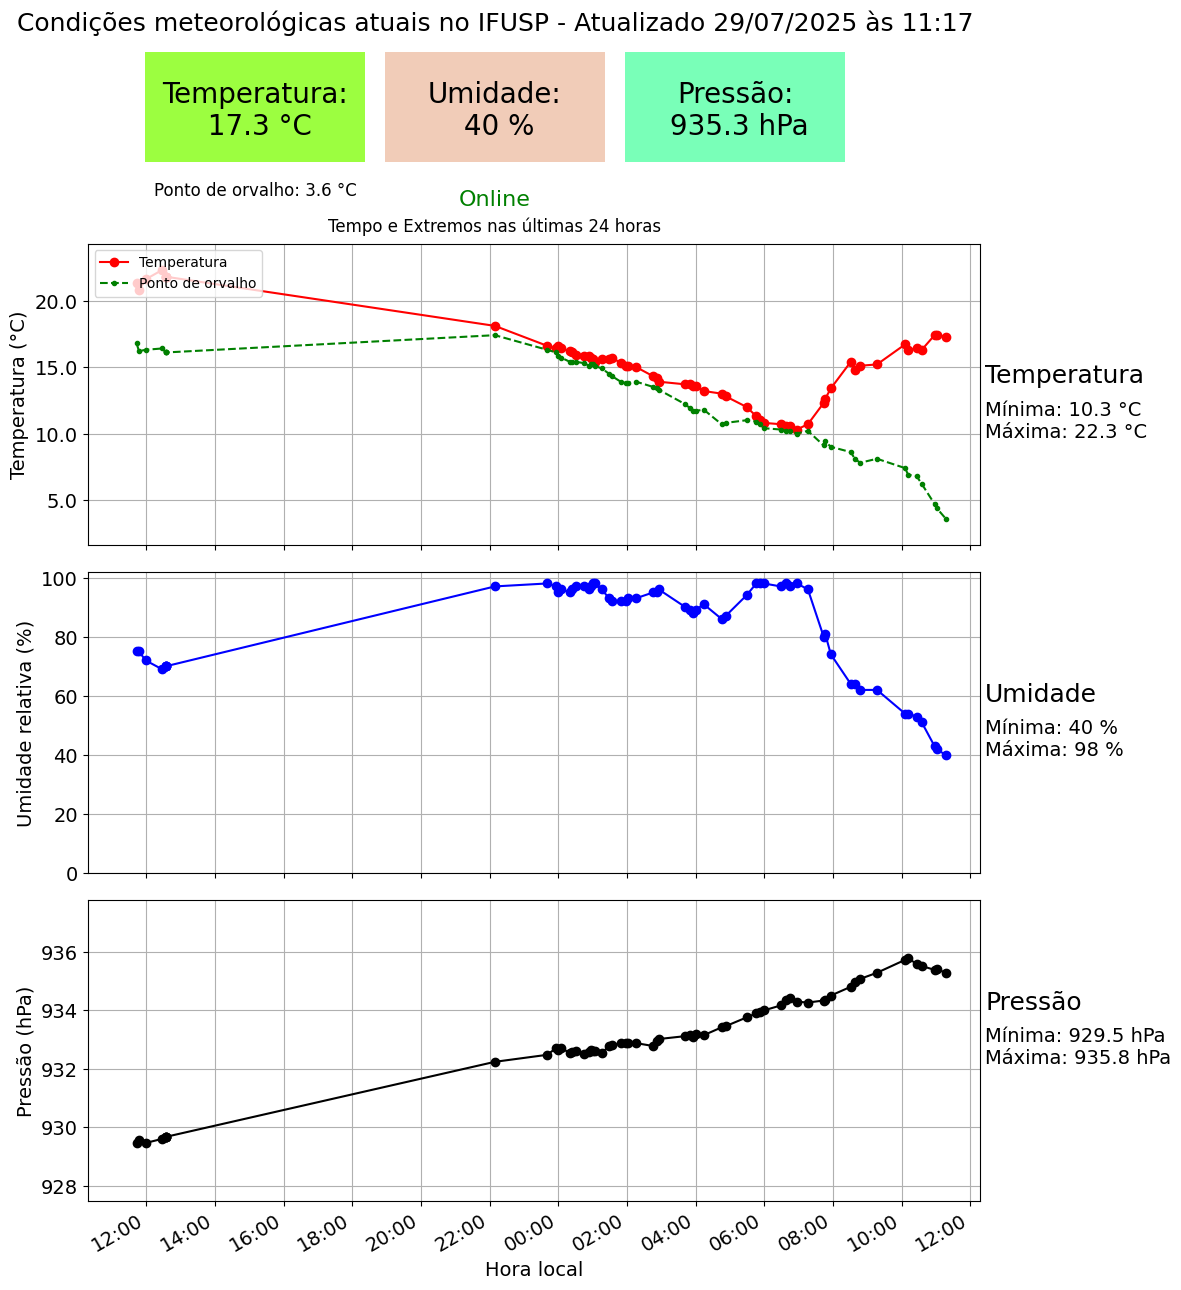 Condições meteorológicas atuais no IFUSP - Atualizado 29/07/2025 às 11:17
Temperatura:
17.3 °C
Umidade:
40 %
Pressão:
935.3 hPa
Ponto de orvalho: 3.6 °C
Online
Tempo e Extremos nas últimas 24 horas
Temperatura
Ponto de orvalho
Temperatura (°C)
20.0
15.0
10.0
5.0
Temperatura
Mínima: 10.3 °C
Máxima: 22.3 °C
Umidade relativa (%)
100
80
60
40
20
0
Umidade
Mínima: 40 %
Máxima: 98 %
Pressão (hPa)
936
934
932
930
928
Pressão
Mínima: 929.5 hPa
Máxima: 935.8 hPa
12:00
14:00
16:00
18:00
20:00
22:00
00:00
02:00
04:00
06:00
08:00
10:00
12:00
Hora local